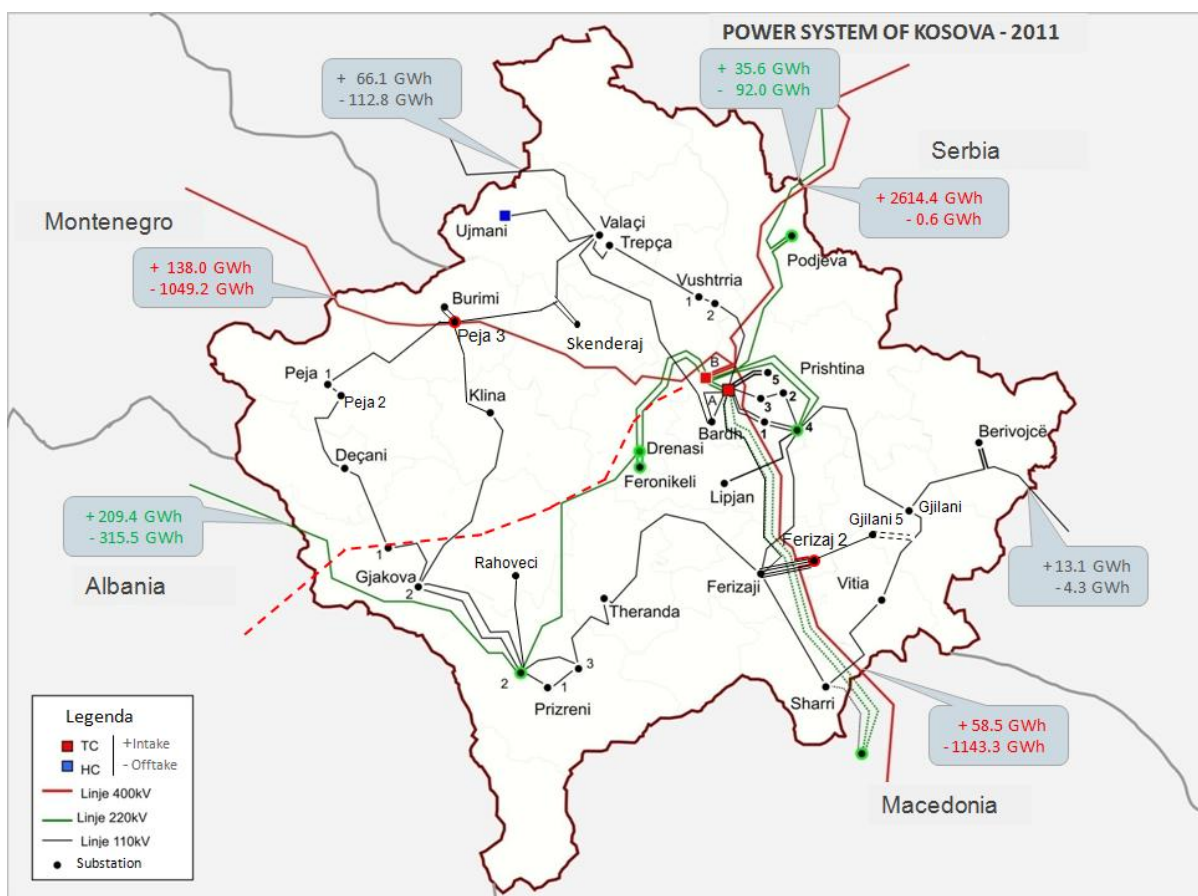 POWER SYSTEM OF KOSOVA - 2011
+ 66.1 GWh
- 112.8 GWh
+ 35.6 GWh
- 92.0 GWh
Serbia
+ 2614.4 GWh
- 0.6 GWh
Montenegro
+ 138.0 GWh
- 1049.2 GWh
Ujmani
Valaçi
Trepça
Podjeva
Vushtrria
1
2
Burimi
Peja 3
Skenderaj
B
A
Prishtina
5
2
3
1
4
Peja 1
Peja 2
Klina
Bardh
Berivojcë
Drenasi
Feronikeli
Deçani
Lipjan
Gjilani
Gjilani 5
+ 209.4 GWh
- 315.5 GWh
Albania
1
Gjakova
2
Rahoveci
Ferizaj 2
Ferizaji
Vitia
+ 13.1 GWh
- 4.3 GWh
Theranda
2
1
3
Prizreni
Sharri
+ 58.5 GWh
- 1143.3 GWh
Macedonia
Legenda
TC
HC
+Intake
- Offtake
Linje 400kV
Linje 220kV
Linje 110kV
Substation